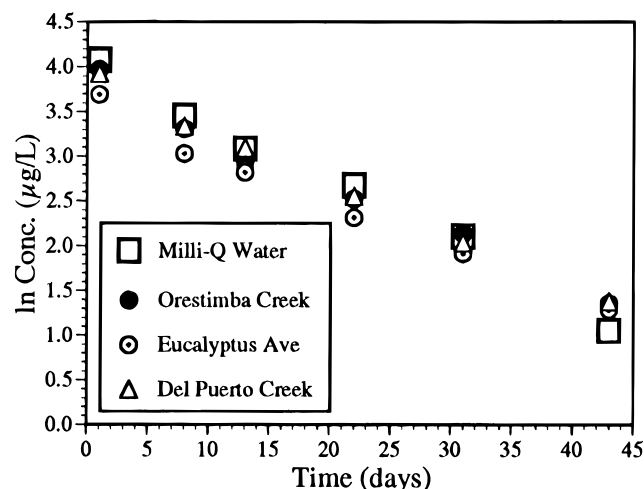 4.5
4.0
3.5
3.0
2.5
2.0
1.5
1.0
0.5
0.0
ln Conc. (µg/L)
Milli-Q Water
Orestimba Creek
Eucalyptus Ave
Del Puerto Creek
0 5 10 15 20 25 30 35 40 45
Time (days)